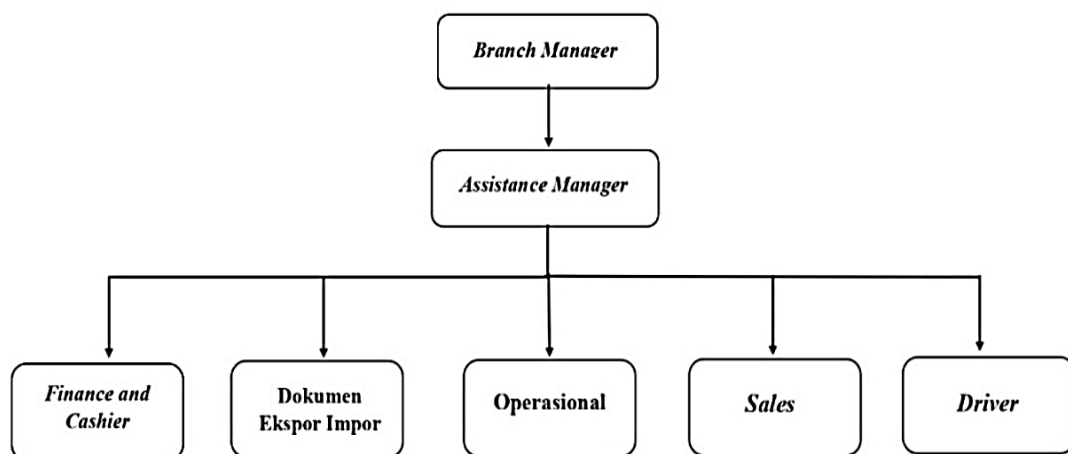 Branch Manager
Assistance Manager
Finance and
Cashier
Dokumen
Ekspor Impor
Operasional
Sales
Driver